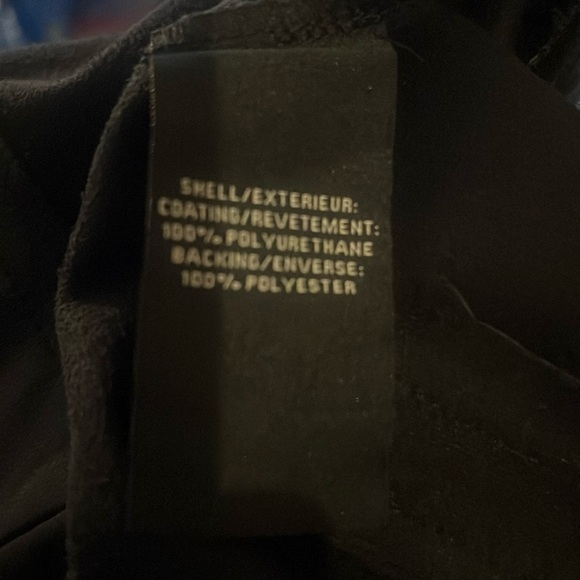 SHELL/EXTERIEUR:
COATING/REVETEMENT:
100% POLYURETHANE
BACKING/ENVERSE:
100% POLYESTER